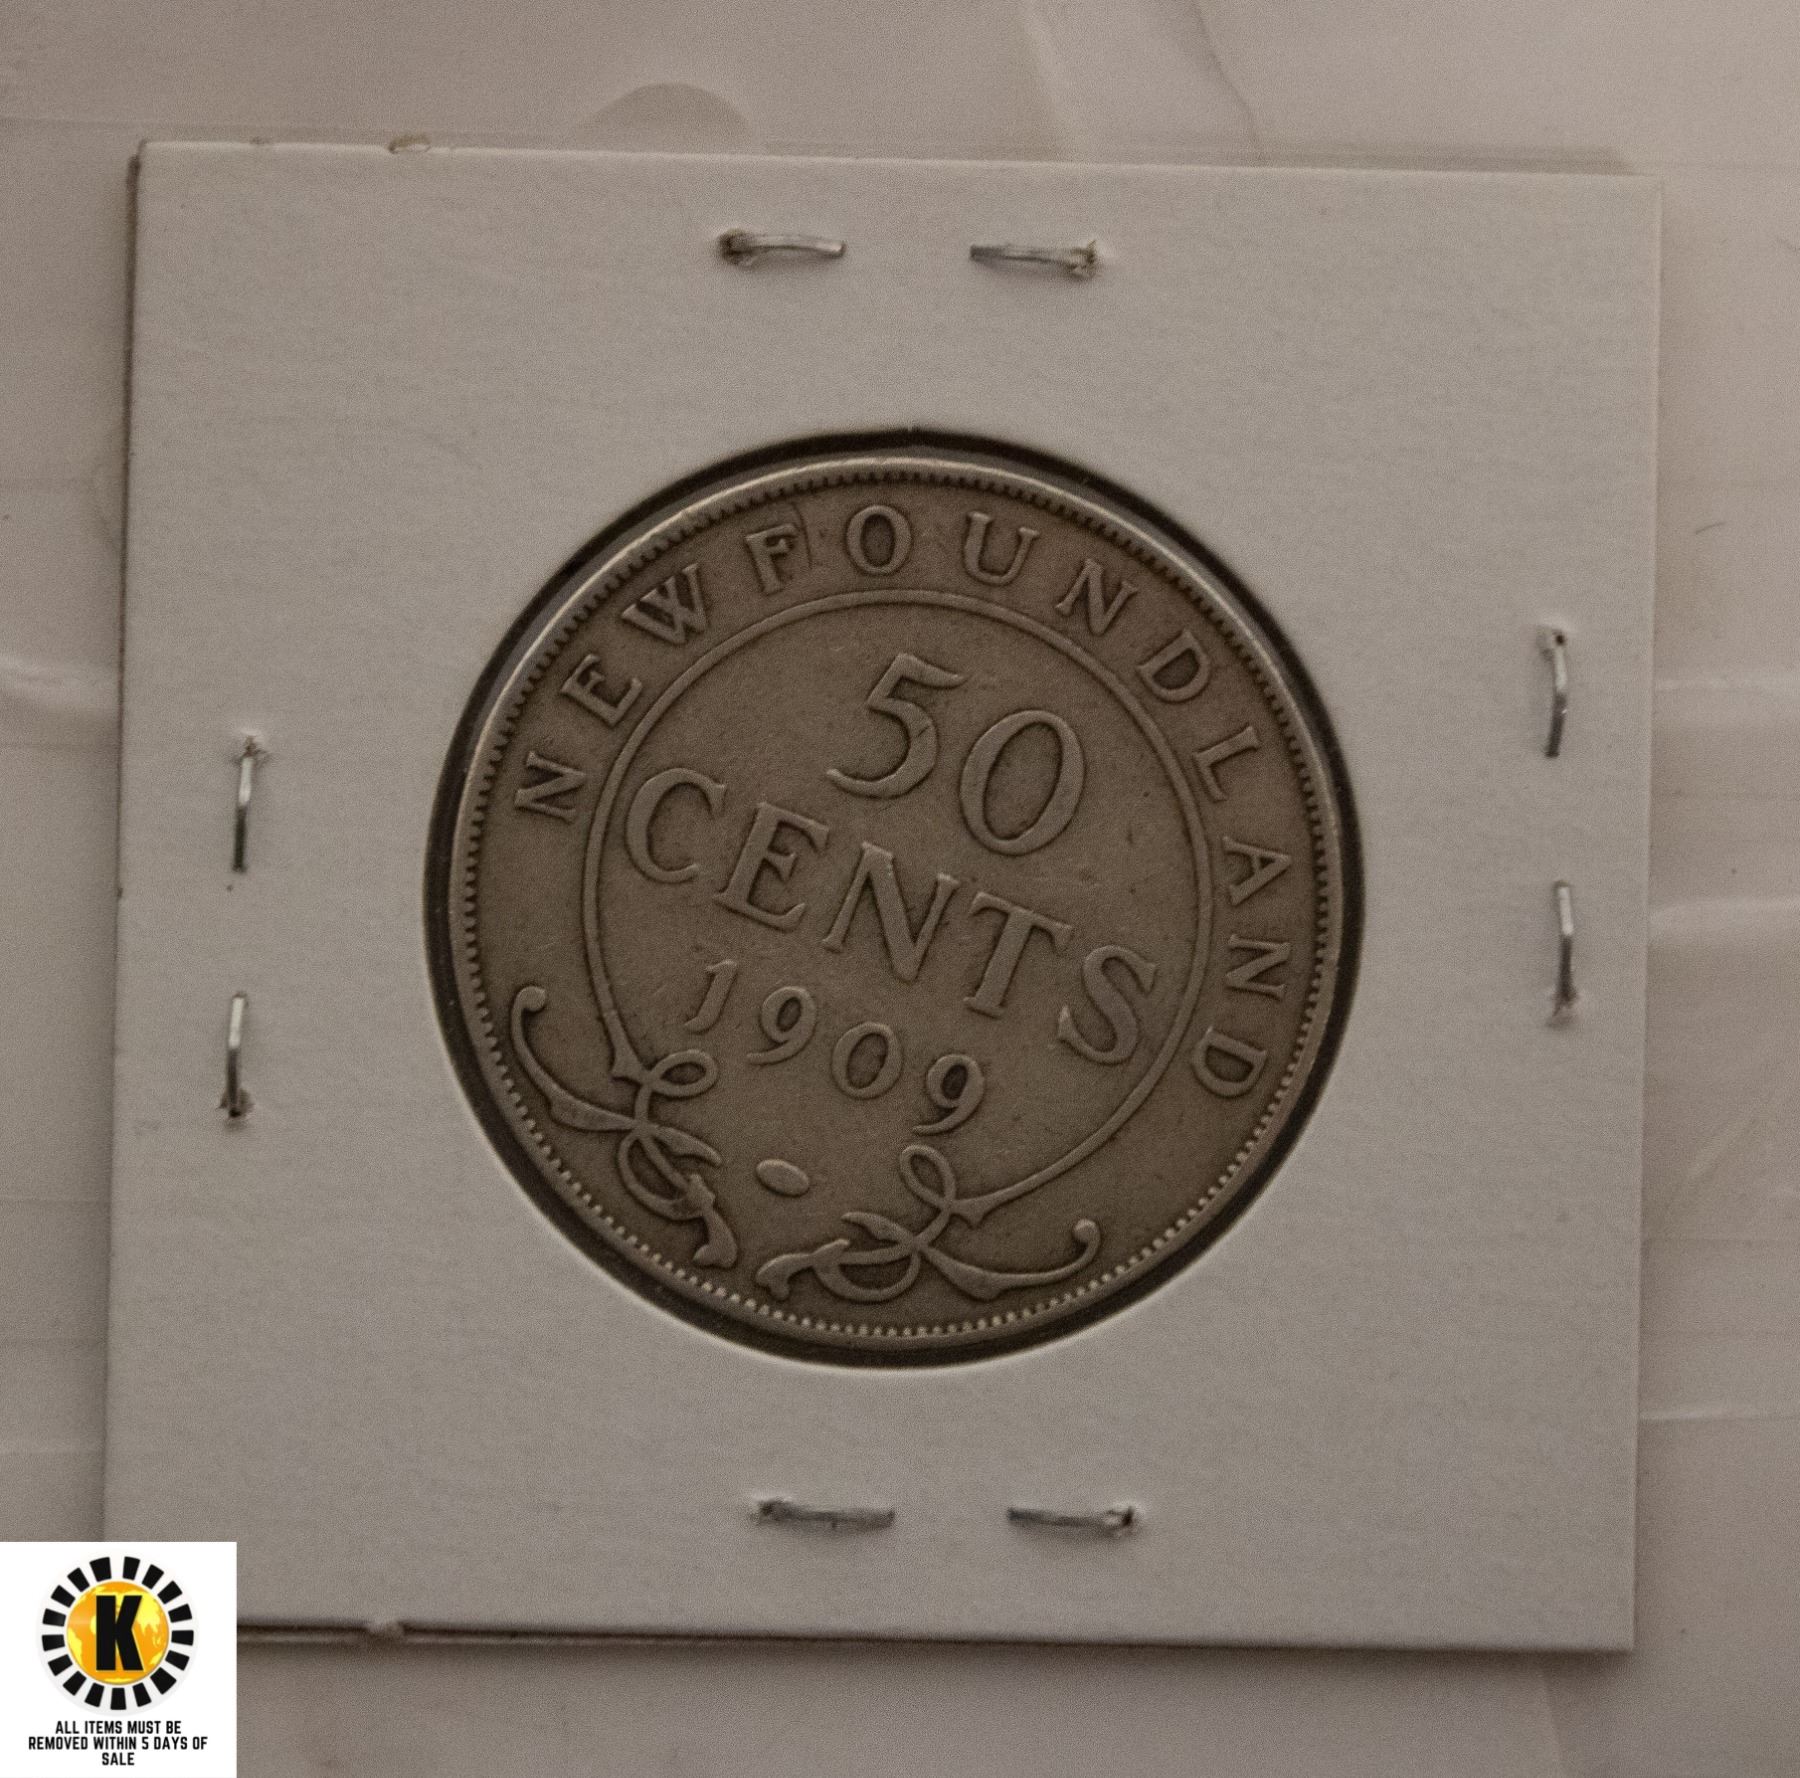 NEWFOUNDLAND
50
CENTS
1909
K
ALL ITEMS MUST BE
REMOVED WITHIN 5 DAYS OF
SALE